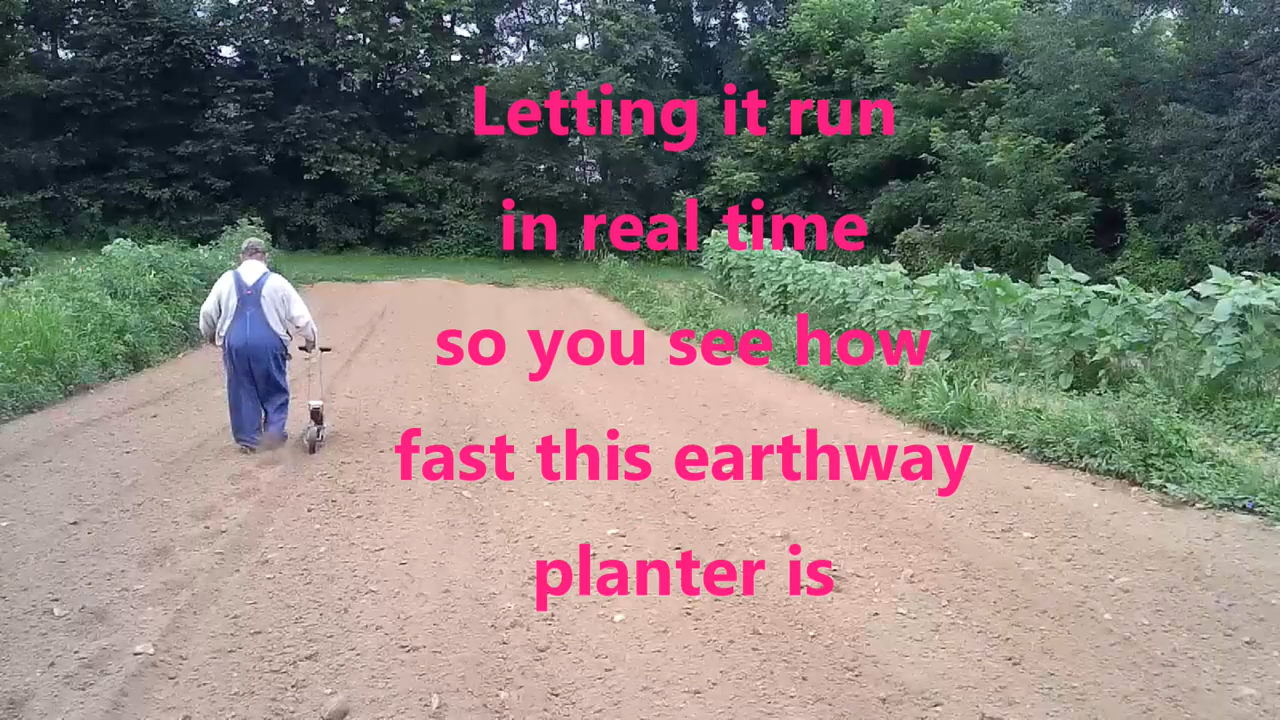 Letting it run
in real time
so you see how
fast this earthway
planter is